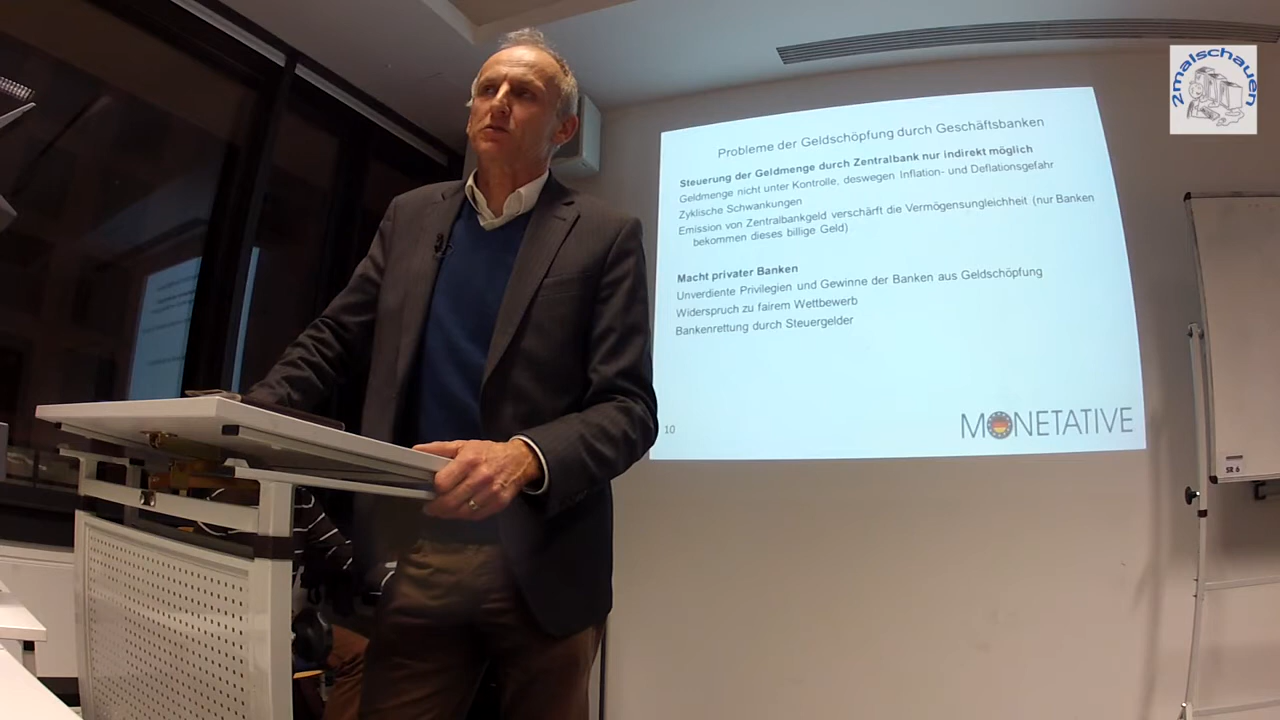 2malschauen
Probleme der Geldschöpfung durch Geschäftsbanken
Steuerung der Geldmenge durch Zentralbank nur indirekt möglich
Geldmenge nicht unter Kontrolle, deswegen Inflation- und Deflationsgefahr
Zyklische Schwankungen
Emission von Zentralbankgeld verschärft die Vermögensungleichheit (nur Banken
bekommen dieses billige Geld)
Macht privater Banken
Unverdiente Privilegien und Gewinne der Banken aus Geldschöpfung
Widerspruch zu fairem Wettbewerb
Bankenrettung durch Steuergelder
10
MONETATIVE
SR 6